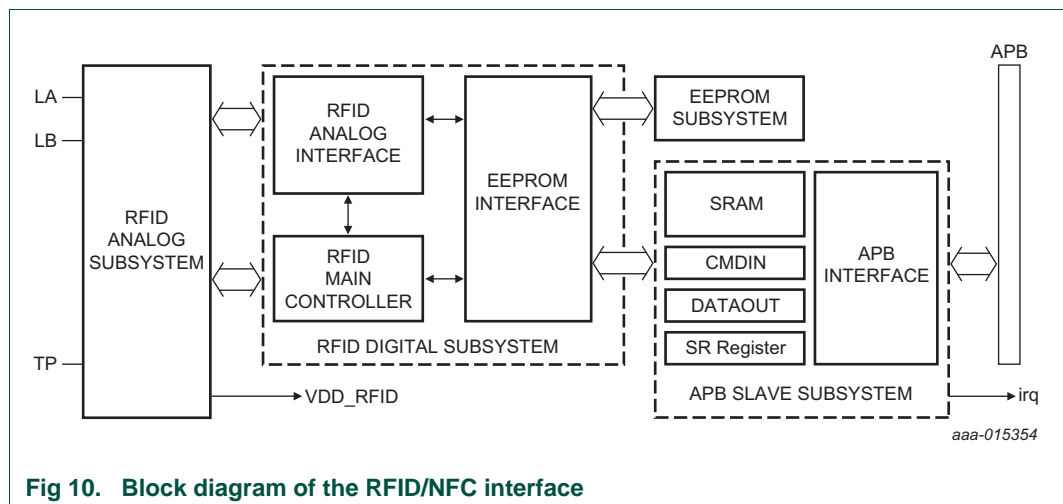 APB
LA
LB
TP
RFID
ANALOG
SUBSYSTEM
VDD_RFID
RFID
ANALOG
INTERFACE
RFID
MAIN
CONTROLLER
EEPROM
INTERFACE
RFID DIGITAL SUBSYSTEM
EEPROM
SUBSYSTEM
SRAM
CMDIN
DATAOUT
SR Register
APB
INTERFACE
APB SLAVE SUBSYSTEM
irq
aaa-015354
Fig 10. Block diagram of the RFID/NFC interface